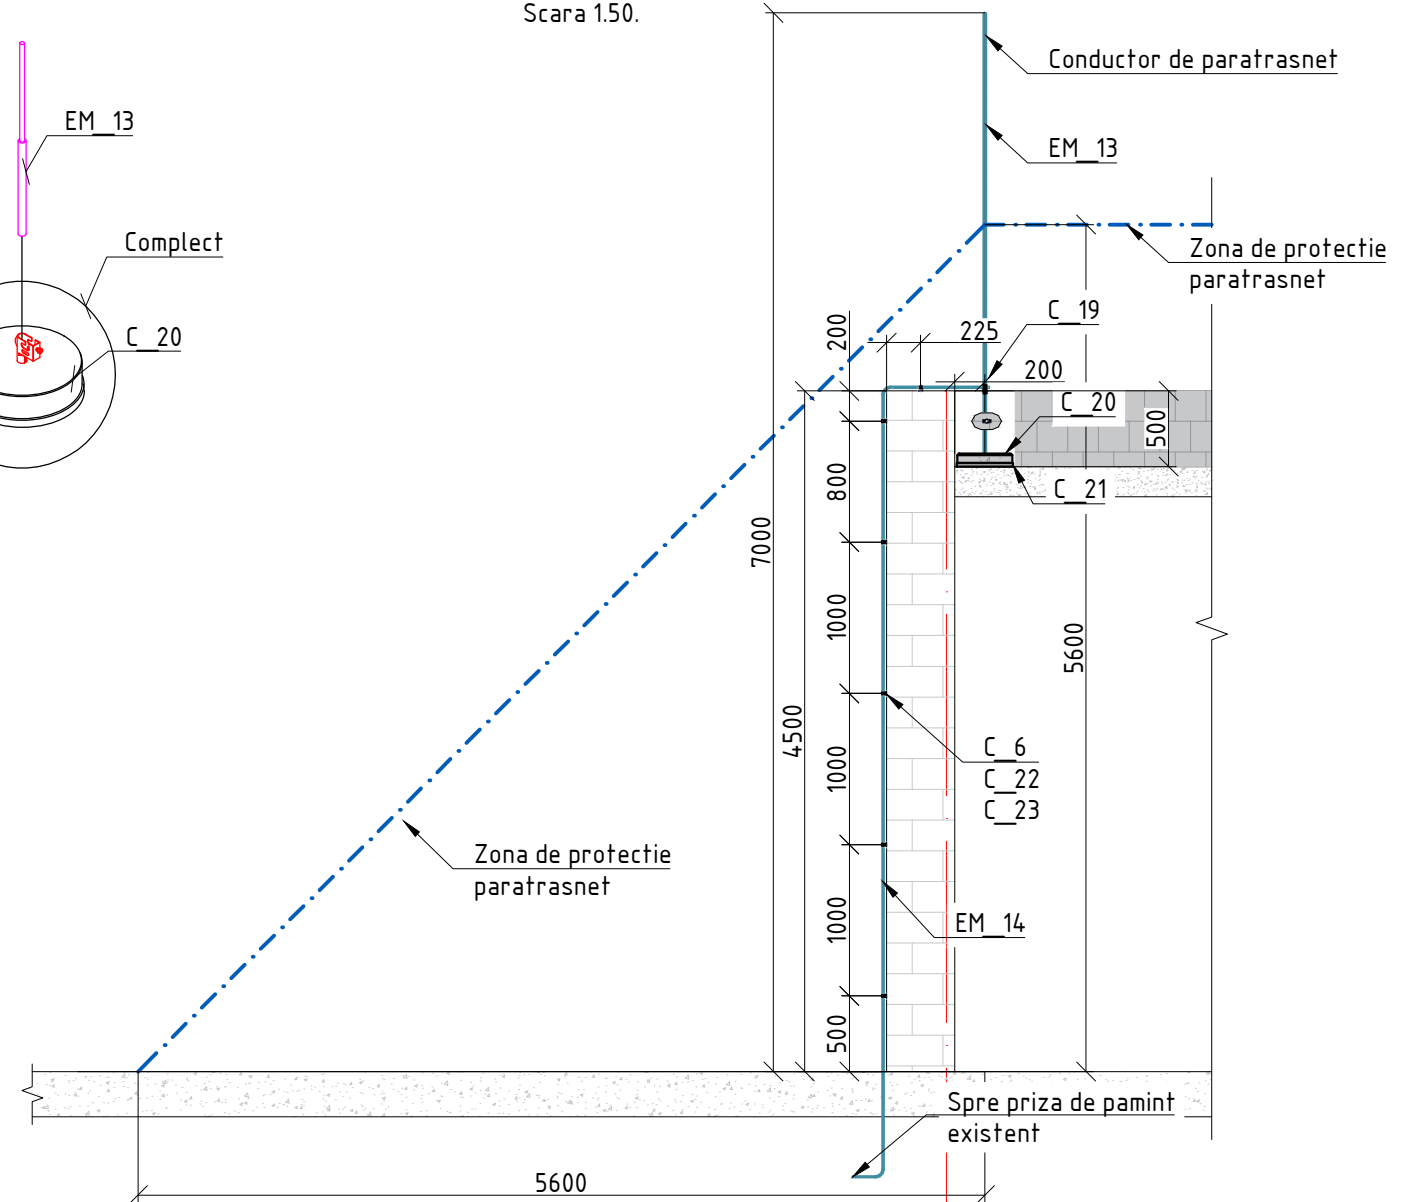 Scara 1.50.
Conductor de paratrasnet
EM_13
EM_13
Complect
C_20
Zona de protectie
paratrasnet
C_19
200
225
200
C_20
500
C_21
800
7000
1000
5600
4500
1000
C_6
C_22
C_23
Zona de protectie
paratrasnet
1000
EM_14
500
Spre priza de pamint
existent
5600